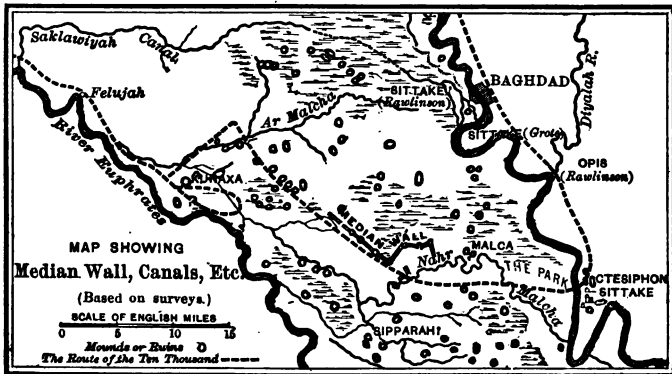 Saklawiyah Canal
Felujah
River Euphrates
Ar Malcha
SITTAKE
(Rawlinson)
BAGHDAD
Diyalah R.
SITTAKE (Grote)
OPIS
(Rawlinson)
KUNAXA
MEDIAN WALL
Nahr Malcha
MALCA
THE PARK
CTESIPHON
SITTAKE
SIPPARAH?
MAP SHOWING
Median Wall, Canals, Etc.
(Based on surveys.)
SCALE OF ENGLISH MILES
0 5 10 15
Mounds or Ruins
The Route of the Ten Thousand